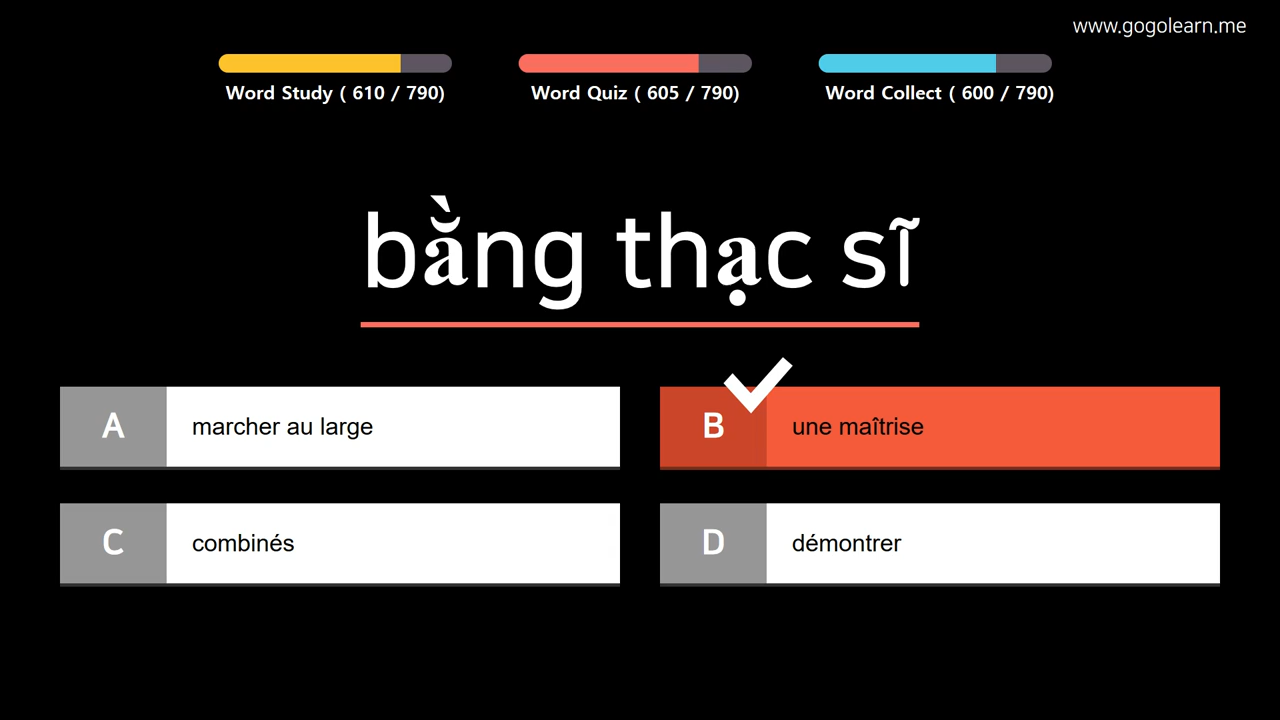 www.gogolearn.me
Word Study ( 610 / 790)
Word Quiz ( 605 / 790)
Word Collect ( 600 / 790)
bằng thạc sĩ
A marcher au large
B une maîtrise
C combinés
D démontrer